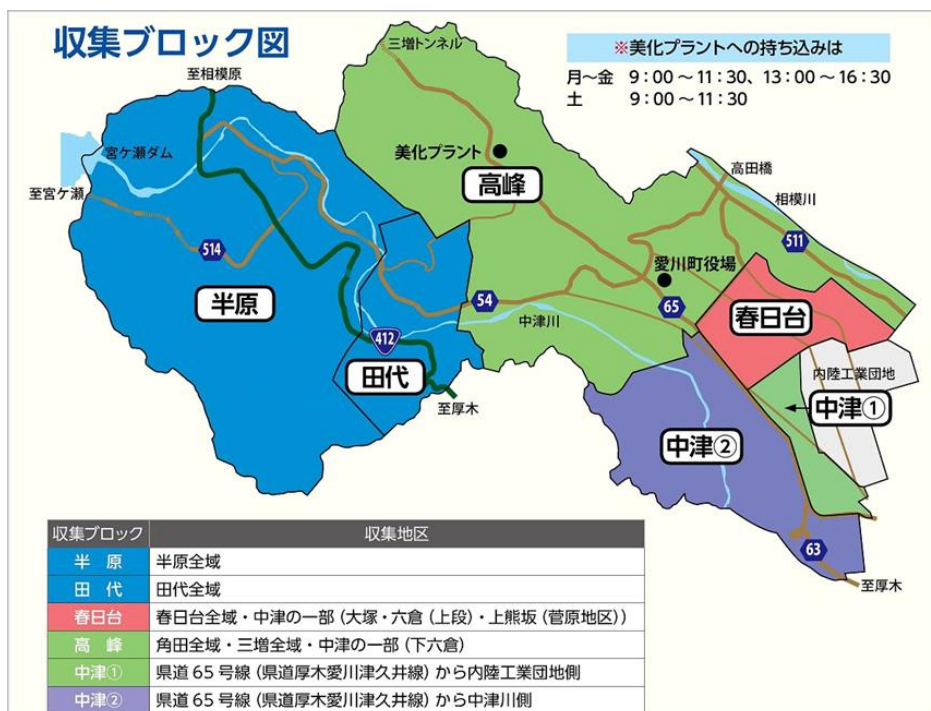 収集ブロック図
※美化プラントへの持ち込みは
月～金 9：00～11：30、13：00～16：30
土 9：00～11：30
三増トンネル
至相模原
美化プラント
宮ケ瀬ダム
高田橋
高峰
至宮ケ瀬
相模川
511
514
愛川町役場
半原
54
65
春日台
中津川
412
田代
内陸工業団地
至厚木
中津①
中津②
63
至厚木
収集ブロック 収集地区
半 原 半原全域
田 代 田代全域
春日台 春日台全域・中津の一部（大塚・六倉（上段）・上熊坂（菅原地区））
高 峰 角田全域・三増全域・中津の一部（下六倉）
中津① 県道 65 号線（県道厚木愛川津久井線）から内陸工業団地側
中津② 県道 65 号線（県道厚木愛川津久井線）から中津川側